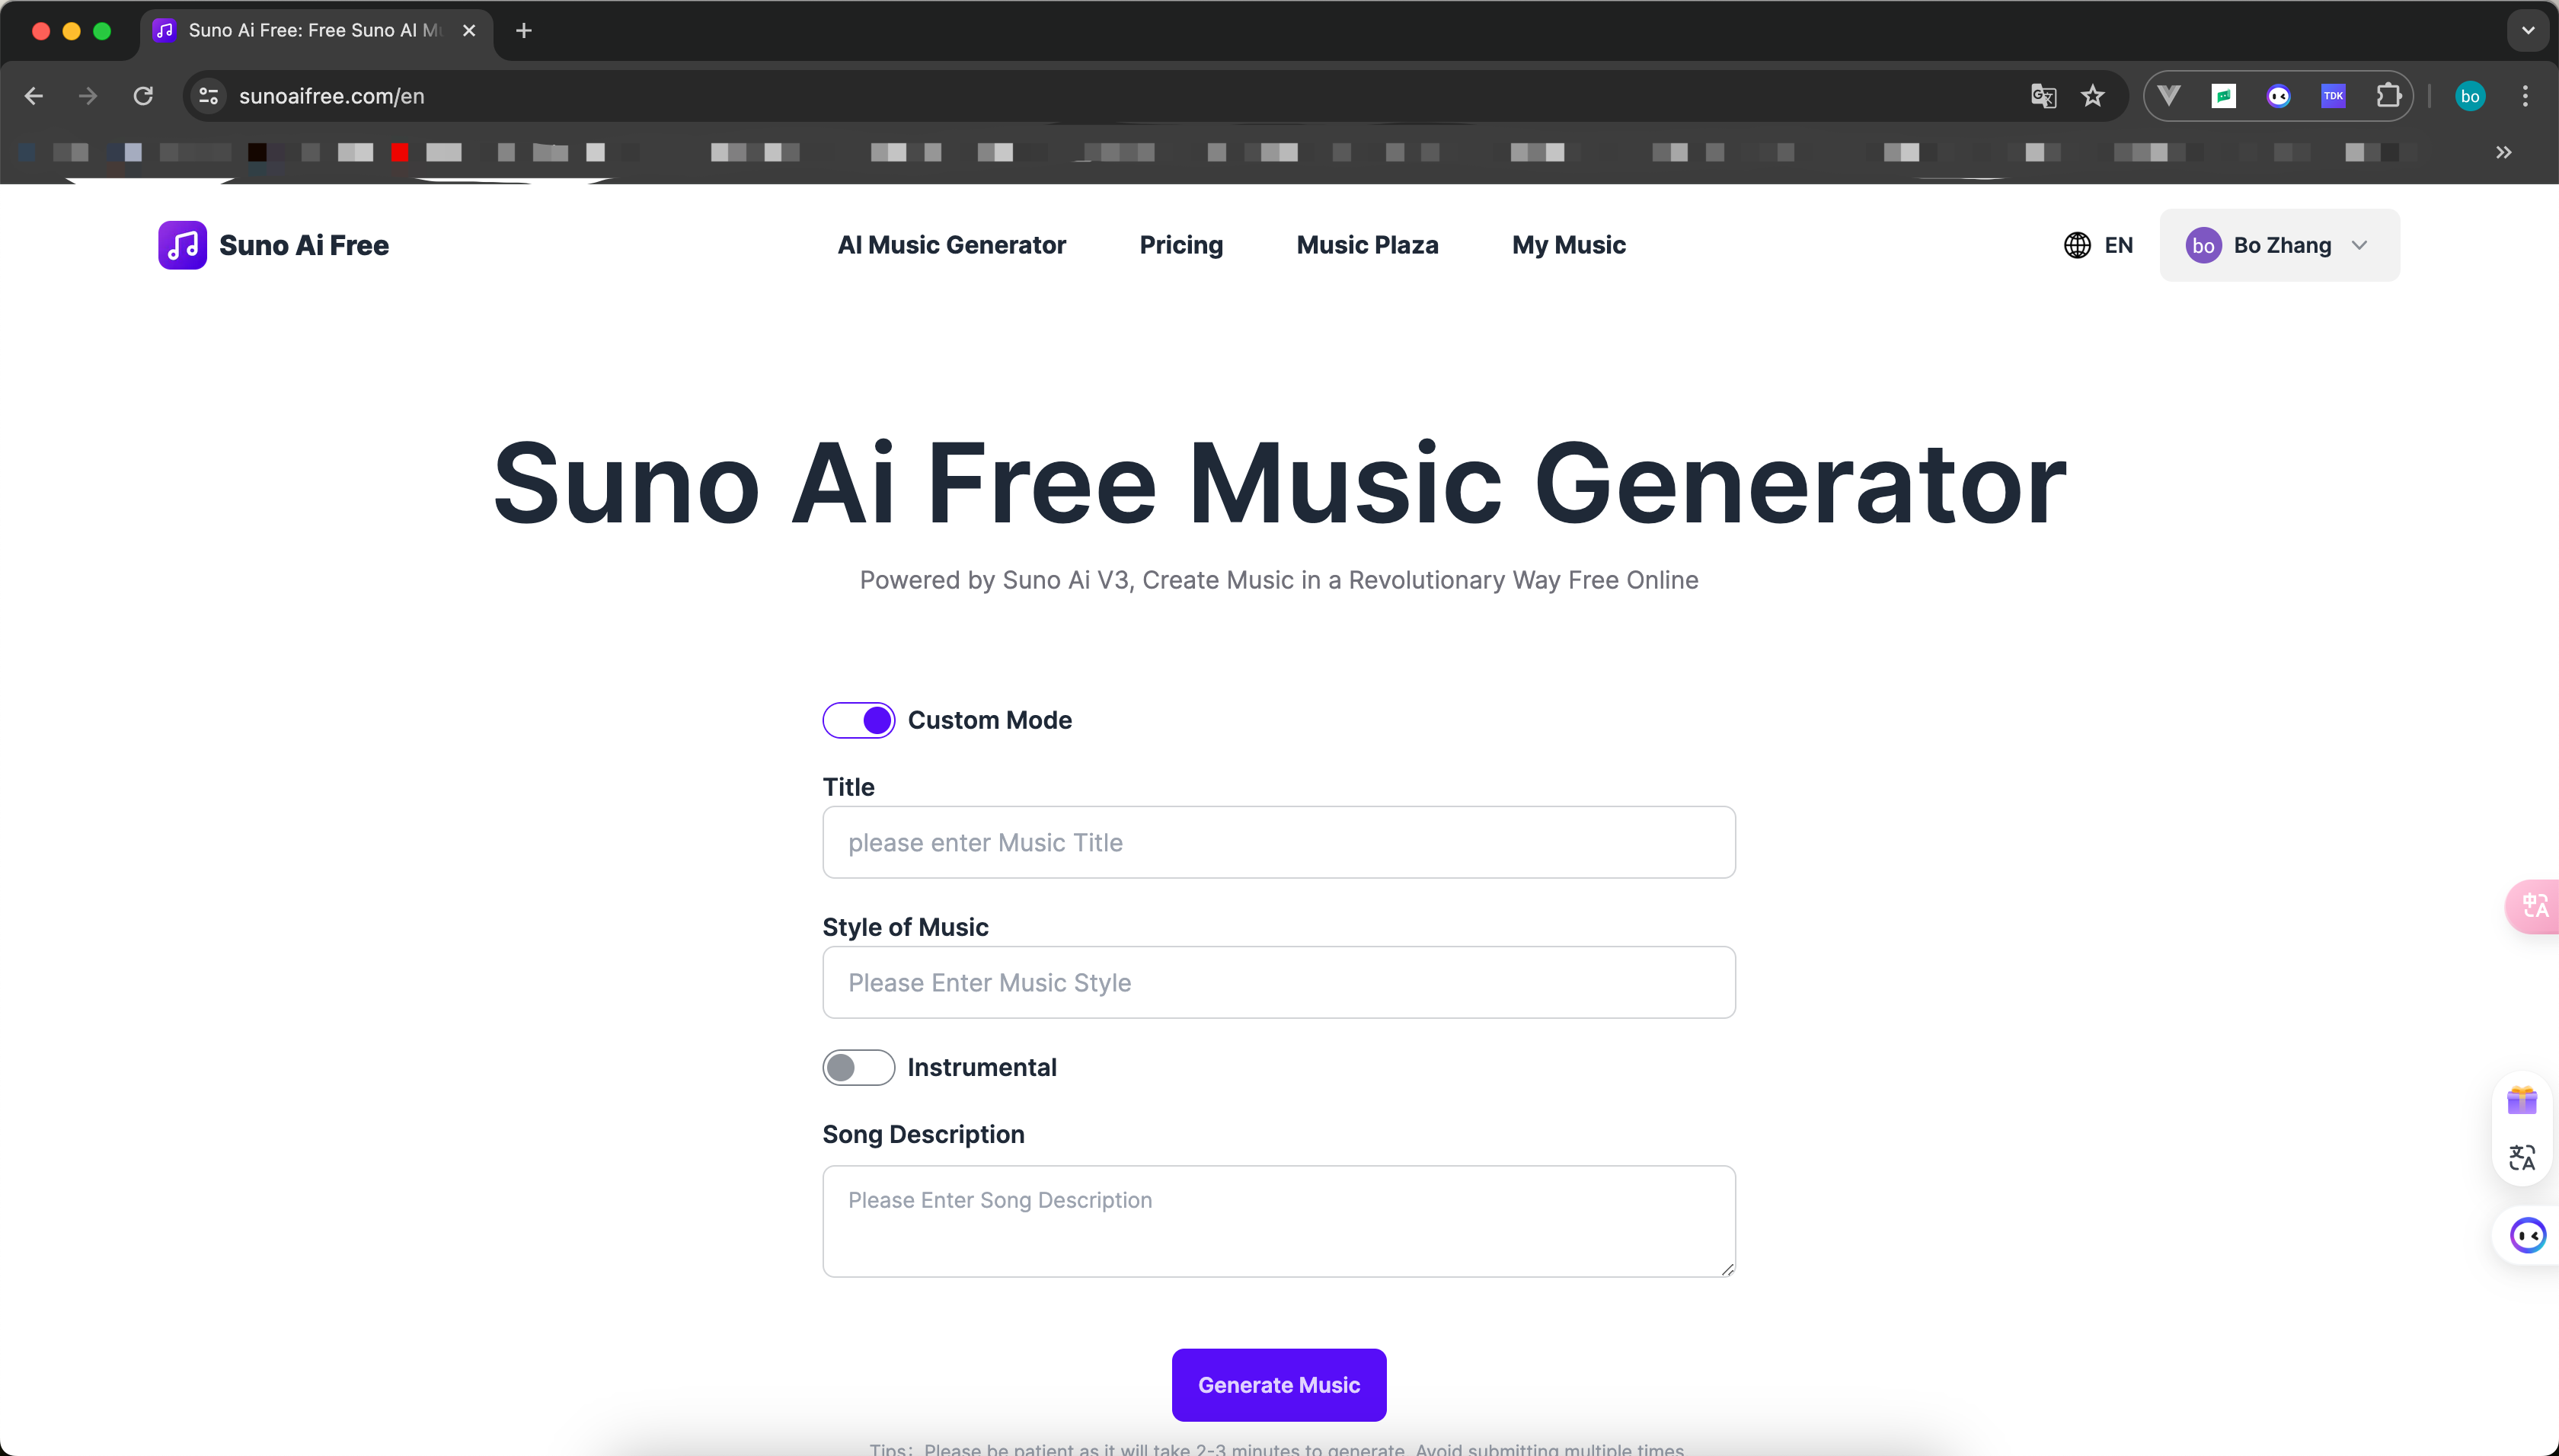 Suno Ai Free: Free Suno AI Mu
sunoaifree.com/en
TDK
bo
Suno Ai Free
AI Music Generator
Pricing
Music Plaza
My Music
EN
bo
Bo Zhang
Suno Ai Free Music Generator
Powered by Suno Ai V3, Create Music in a Revolutionary Way Free Online
Custom Mode
Title
please enter Music Title
Style of Music
Please Enter Music Style
Instrumental
Song Description
Please Enter Song Description
Generate Music
Tips: Please be patient as it will take 2-3 minutes to generate. Avoid submitting multiple times